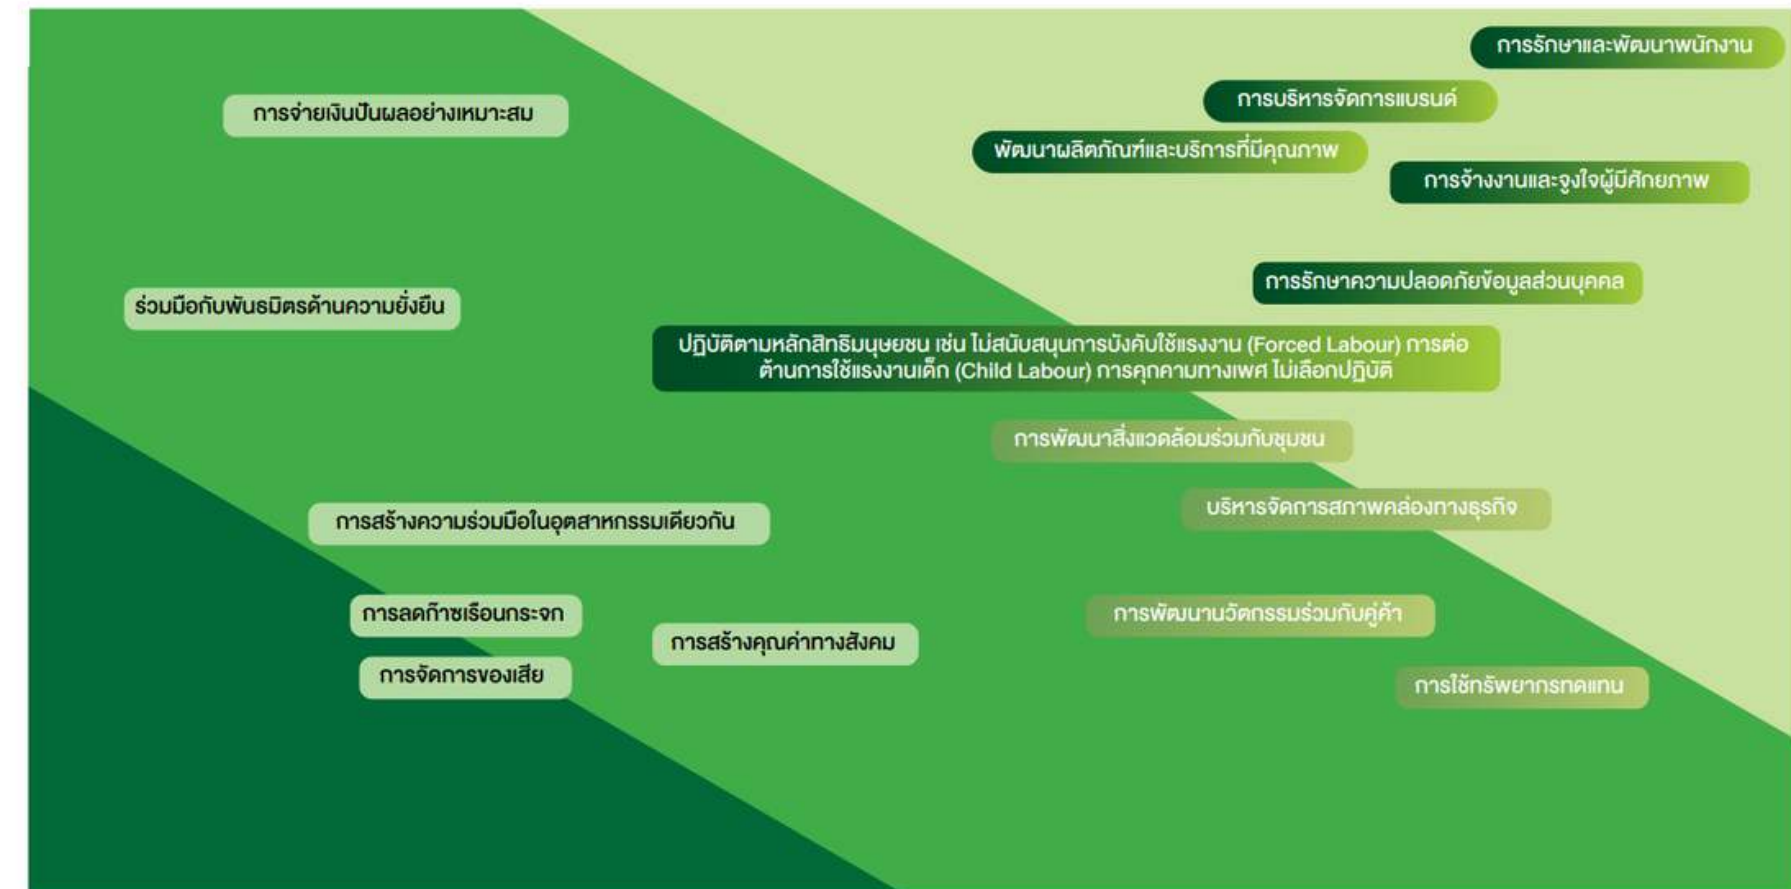 การรักษาและพัฒนาพนักงาน
การบริหารจัดการแบรนด์
การจ่ายเงินปันผลอย่างเหมาะสม
พัฒนาผลิตภัณฑ์และบริการที่มีคุณภาพ
การจ้างงานและจูงใจผู้มีศักยภาพ
การรักษาความปลอดภัยข้อมูลส่วนบุคคล
ร่วมมือกับพันธมิตรด้านความยั่งยืน
ปฏิบัติตามหลักสิทธิมนุษยชน เช่น ไม่สนับสนุนการบังคับใช้แรงงาน (Forced Labour) การต่อ
ต้านการใช้แรงงานเด็ก (Child Labour) การคุกคามทางเพศ ไม่เลือกปฏิบัติ
การพัฒนาสิ่งแวดล้อมร่วมกับชุมชน
บริหารจัดการสภาพคล่องทางธุรกิจ
การสร้างความร่วมมือในอุตสาหกรรมเดียวกัน
การลดก๊าซเรือนกระจก
การพัฒนานวัตกรรมร่วมกับคู่ค้า
การสร้างคุณค่าทางสังคม
การจัดการของเสีย
การใช้ทรัพยากรทดแทน